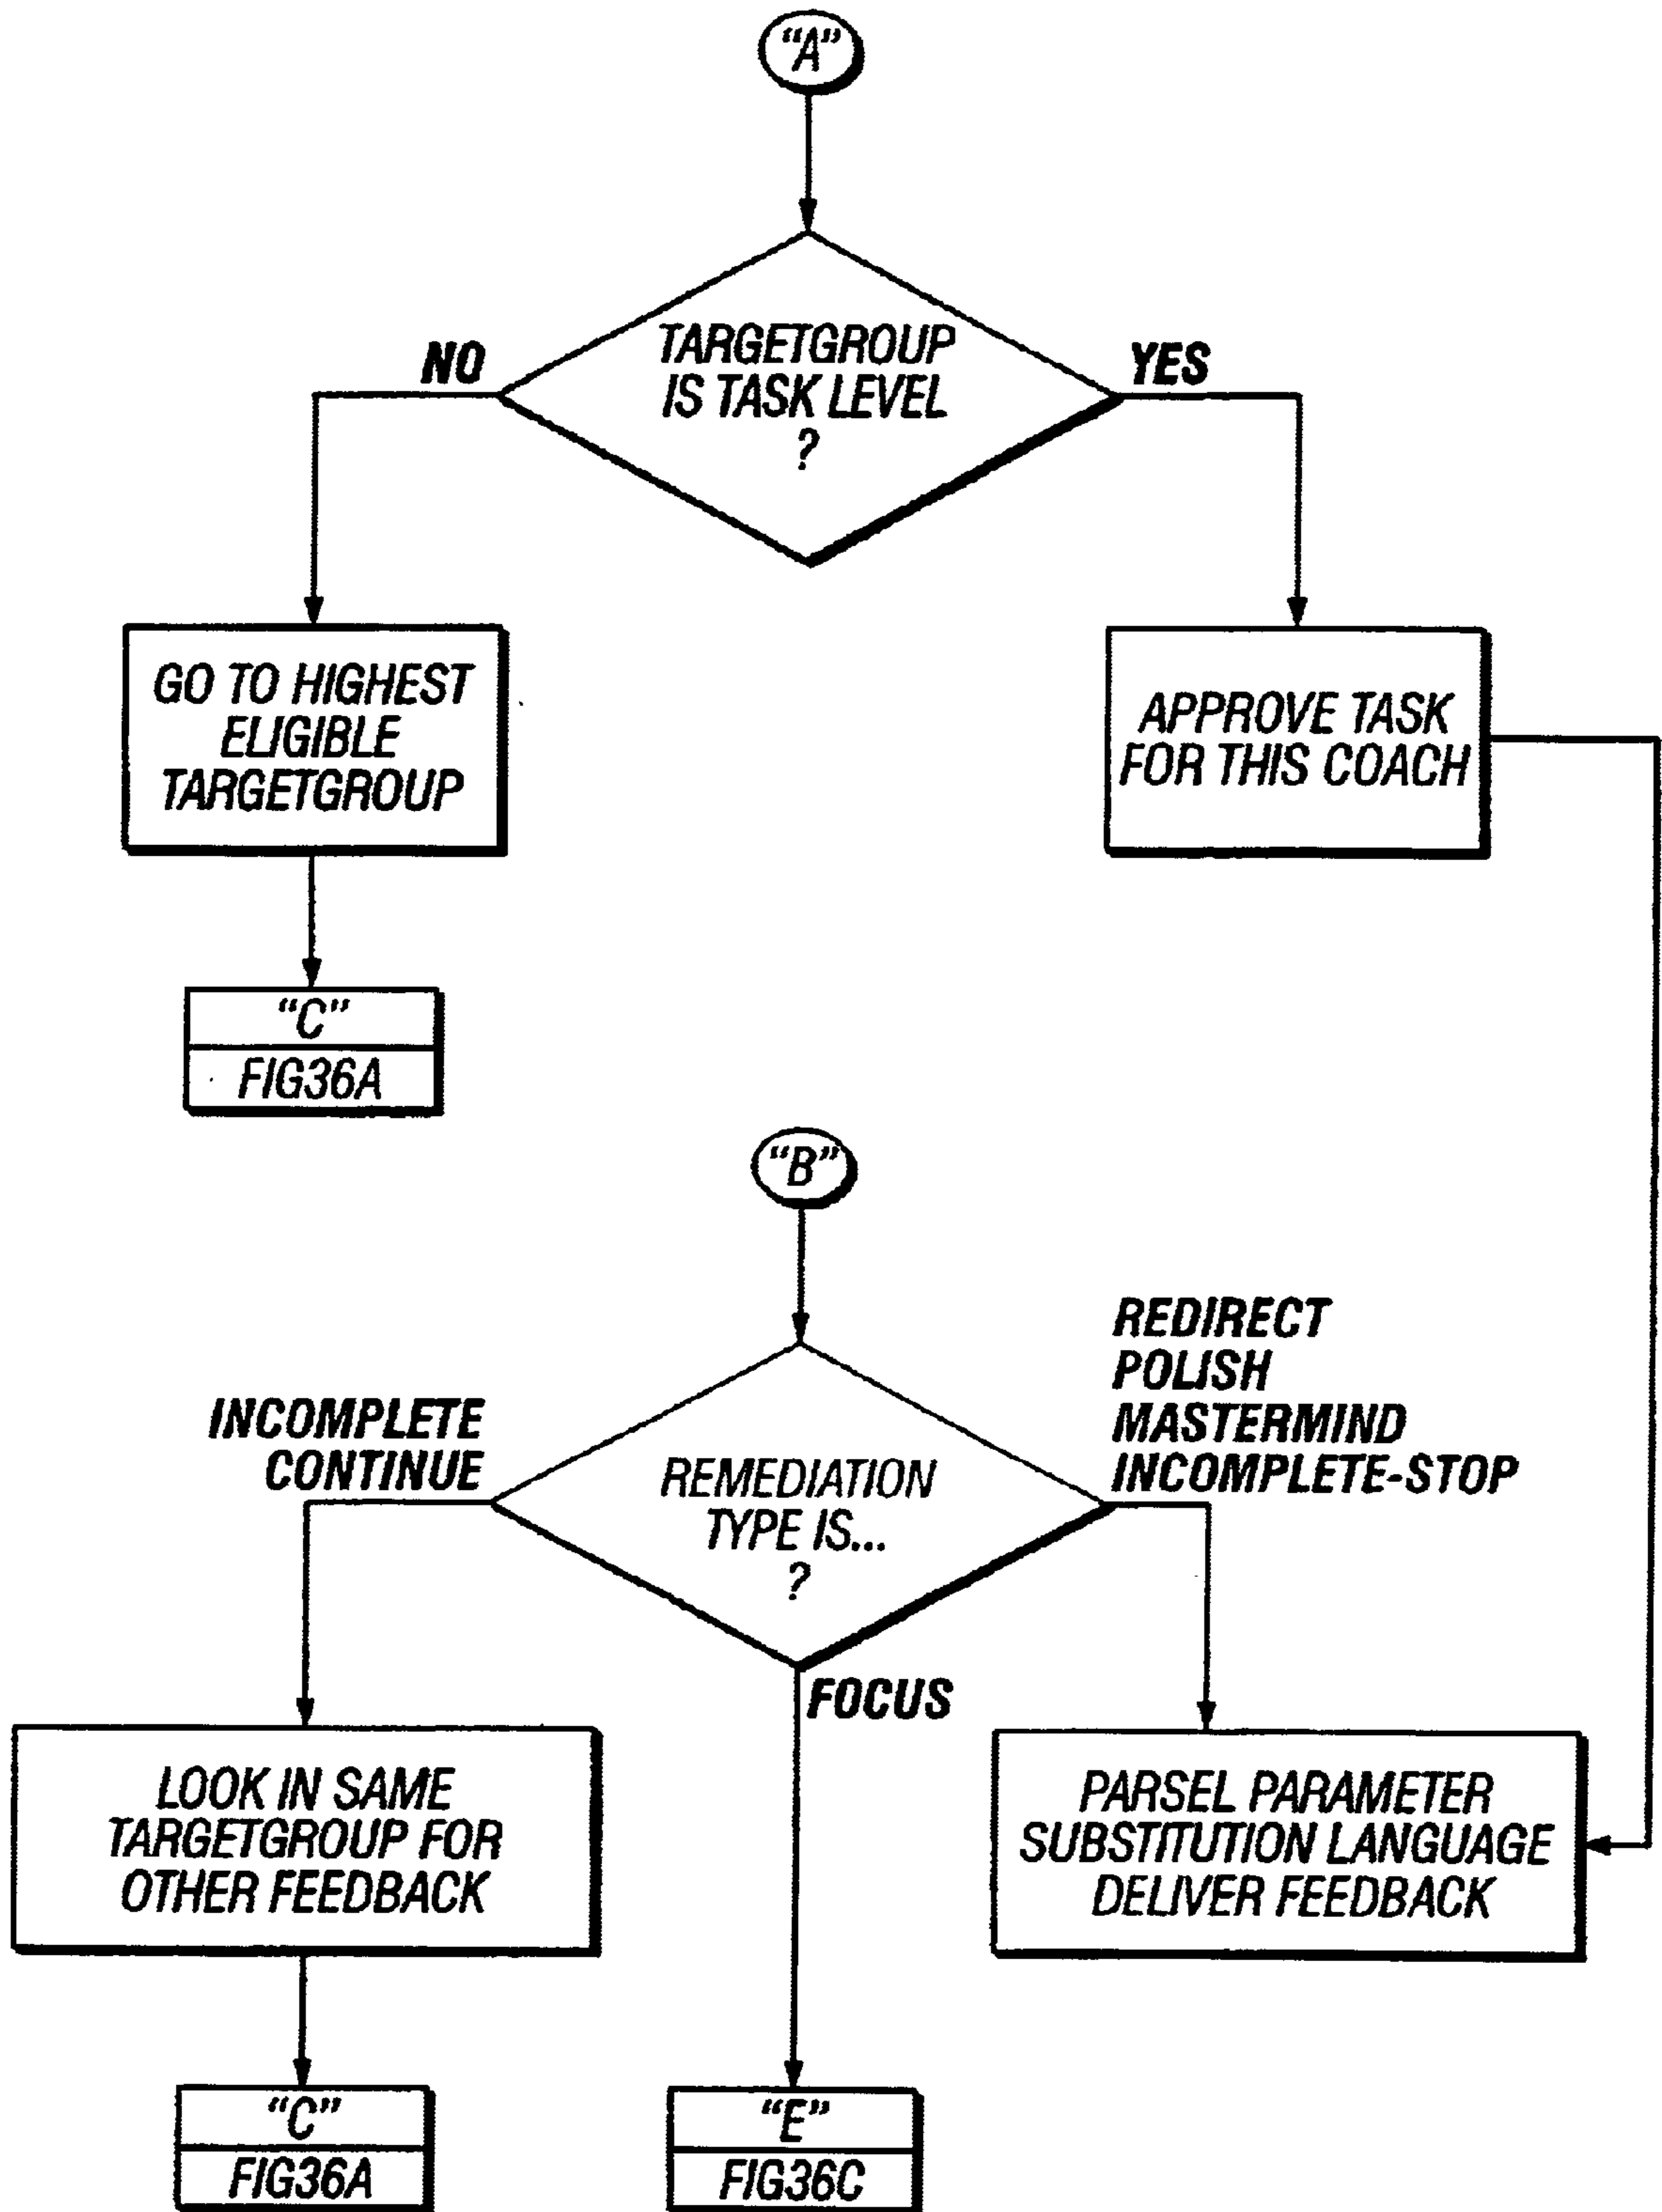 "A"
TARGETGROUP
IS TASK LEVEL
?
NO
YES
GO TO HIGHEST
ELIGIBLE
TARGETGROUP
APPROVE TASK
FOR THIS COACH
"C"
FIG36A
"B"
REMEDIATION
TYPE IS...
?
INCOMPLETE
CONTINUE
REDIRECT
POLISH
MASTERMIND
INCOMPLETE-STOP
FOCUS
LOOK IN SAME
TARGETGROUP FOR
OTHER FEEDBACK
PARSEL PARAMETER
SUBSTITUTION LANGUAGE
DELIVER FEEDBACK
"C"
FIG36A
"E"
FIG36C